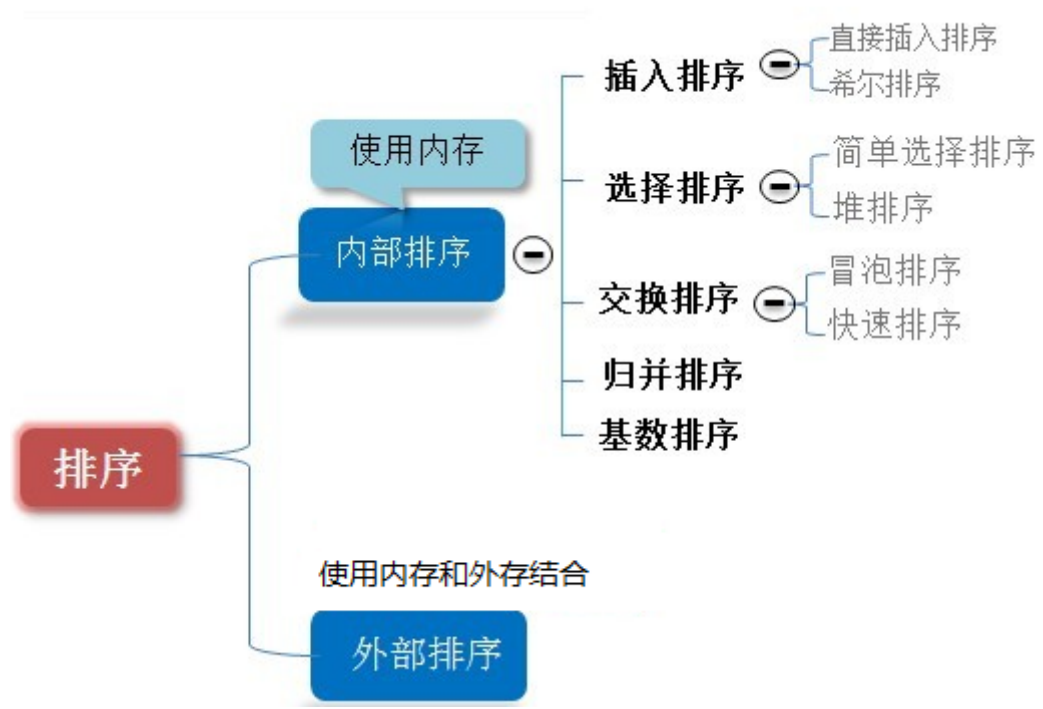 直接插入排序
插入排序
希尔排序
使用内存
简单选择排序
选择排序
堆排序
内部排序
冒泡排序
交换排序
快速排序
归并排序
基数排序
排序
使用内存和外存结合
外部排序